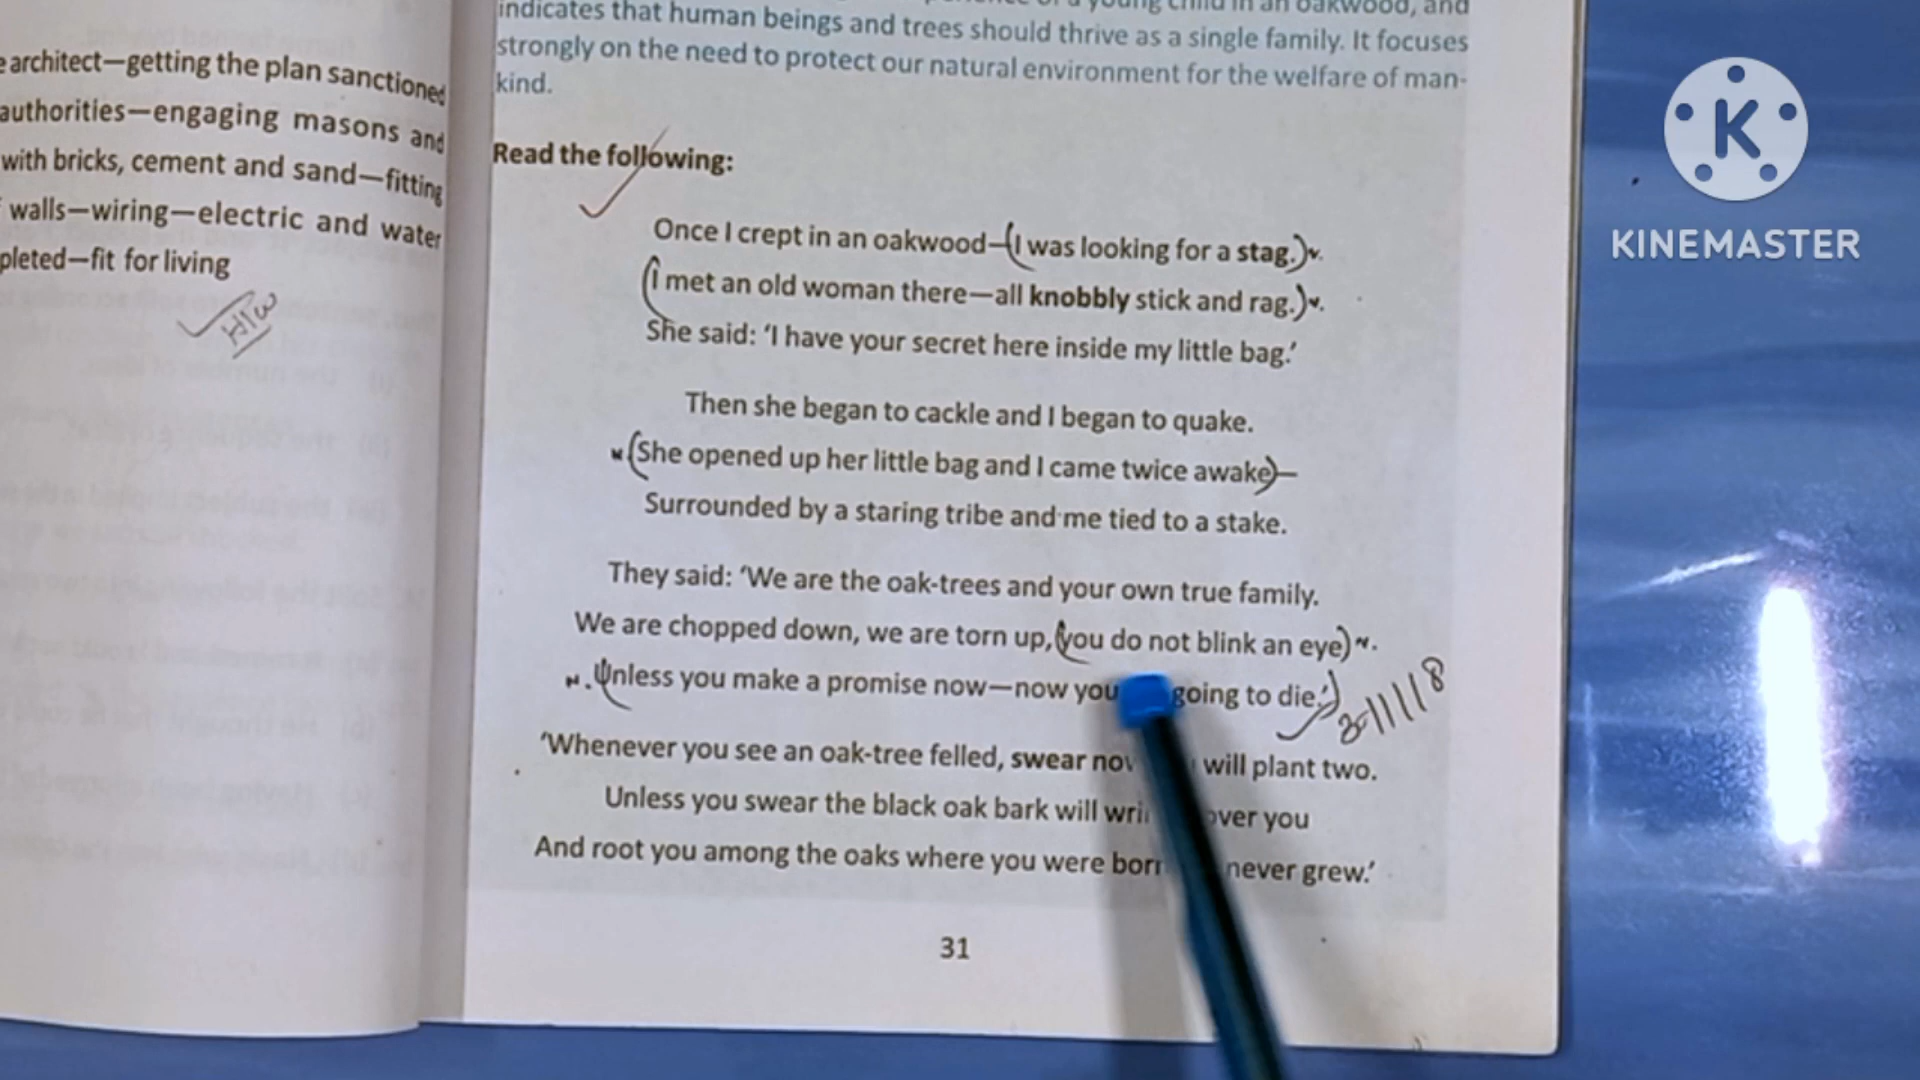 e architect—getting the plan sanctioned
authorities—engaging masons and
with bricks, cement and sand—fitting
walls—wiring—electric and water
pleted—fit for living
indicates that human beings and trees should thrive as a single family. It focuses
strongly on the need to protect our natural environment for the welfare of man-
kind.
Read the following:
Once I crept in an oakwood—(I was looking for a stag.)
(I met an old woman there—all knobbly stick and rag.)
She said: ‘I have your secret here inside my little bag.’
Then she began to cackle and I began to quake.
(She opened up her little bag and I came twice awake)—
Surrounded by a staring tribe and me tied to a stake.
They said: ‘We are the oak-trees and your own true family.
We are chopped down, we are torn up, (you do not blink an eye)
Unless you make a promise now—now you going to die.’)
‘Whenever you see an oak-tree felled, swear now will plant two.
Unless you swear the black oak bark will over you
And root you among the oaks where you were born never grew.’
31
K
KINEMASTER